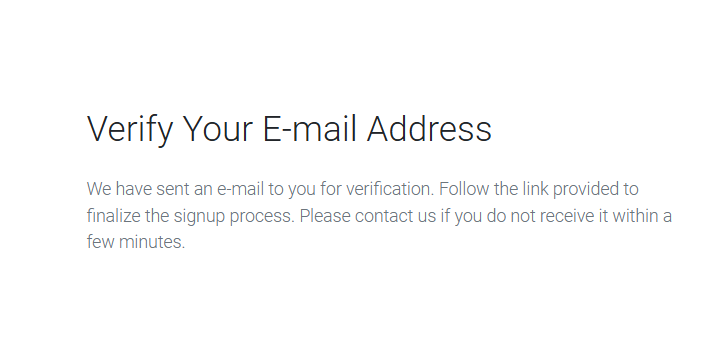 Verify Your E-mail Address
We have sent an e-mail to you for verification. Follow the link provided to
finalize the signup process. Please contact us if you do not receive it within a
few minutes.